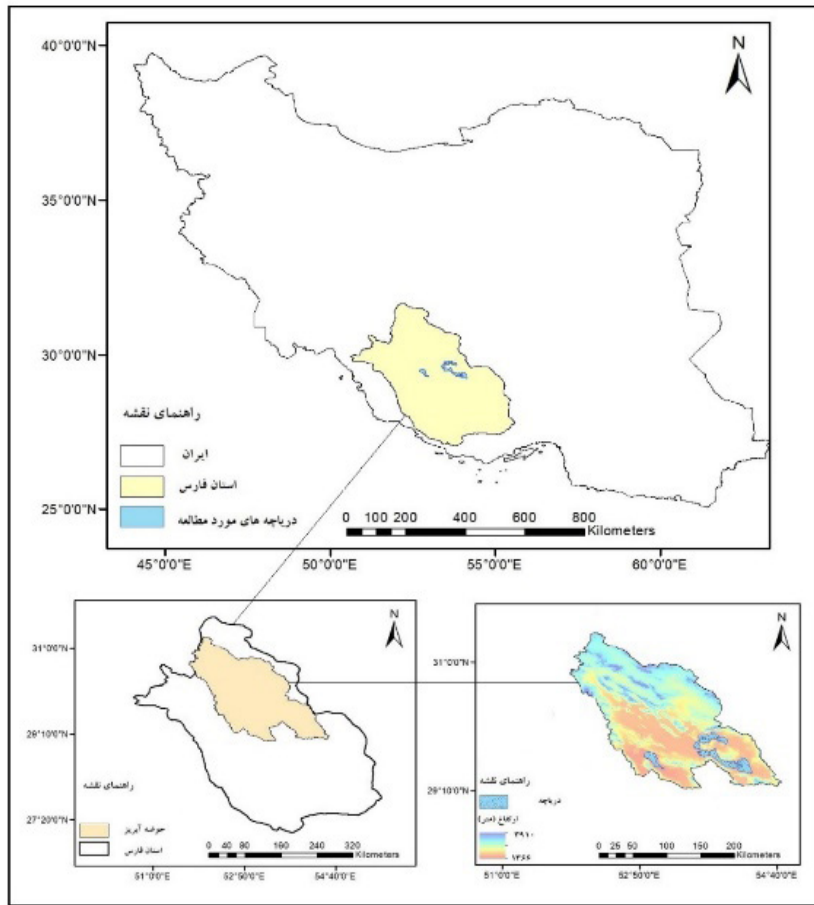 N
40°0'0"N
35°0'0"N
30°0'0"N
25°0'0"N
راهنمای نقشه
ایران
استان فارس
دریاچه های مورد مطالعه
0 100 200 400 600 800
Kilometers
45°0'0"E 50°0'0"E 55°0'0"E 60°0'0"E
N
31°0'0"N
29°10'0"N
27°20'0"N
راهنمای نقشه
حوضه آبریز
استان فارس
0 40 80 160 240 320
Kilometers
51°0'0"E 52°50'0"E 54°40'0"E
N
31°0'0"N
29°10'0"N
راهنمای نقشه
دریاچه
ارتفاع (متر)
۳۹۱۰
۱۴۶۶
0 25 50 100 150 200
Kilometers
51°0'0"E 52°50'0"E 54°40'0"E